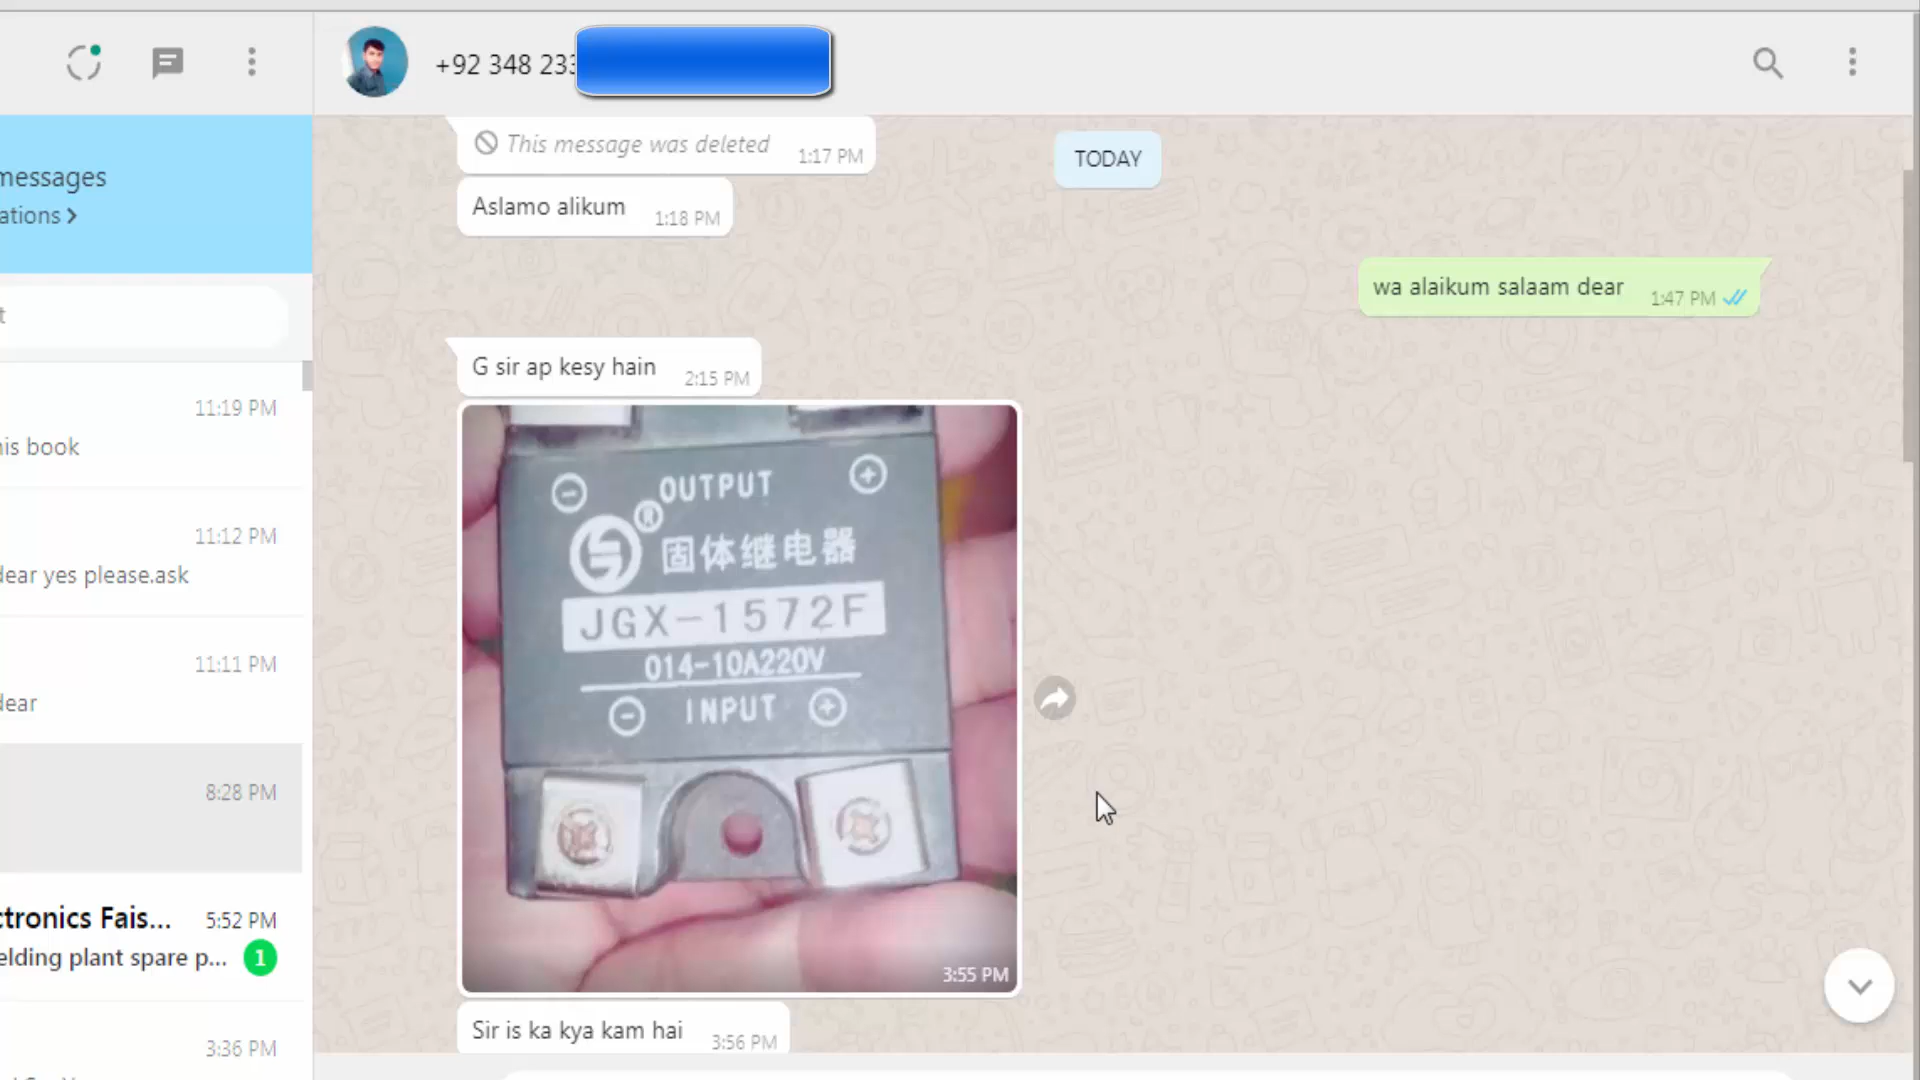 +92 348 233
messages
ations
t
11:19 PM
nis book
11:12 PM
dear yes please.ask
11:11 PM
dear
8:28 PM
ctronics Fais... 5:52 PM
elding plant spare p... 1
3:36 PM
This message was deleted 1:17 PM
TODAY
Aslamo alikum 1:18 PM
wa alaikum salaam dear 1:47 PM
G sir ap kesy hain 2:15 PM
OUTPUT
固体继电器
JGX-1572F
014-10A220V
INPUT
3:55 PM
Sir is ka kya kam hai 3:56 PM